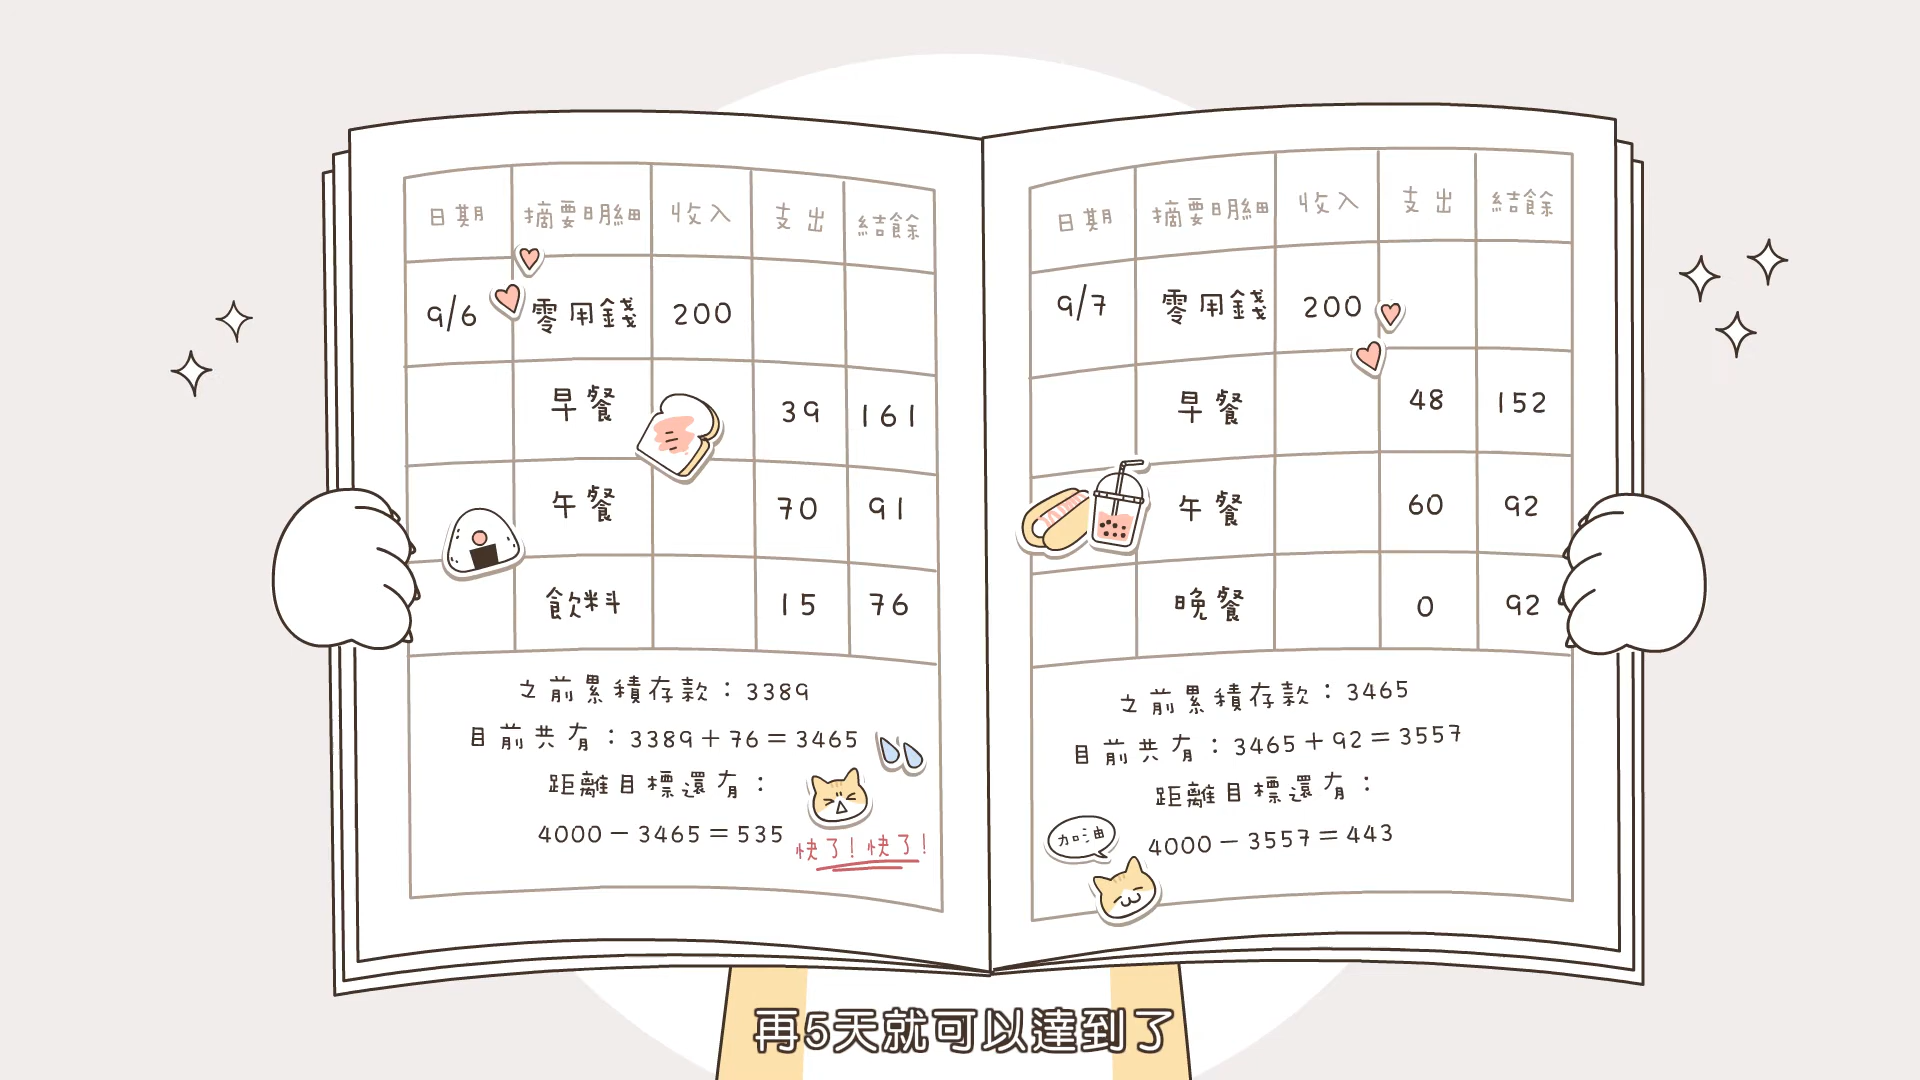 日期 摘要明細 收入 支出 結餘
9/6 零用錢 200
早餐 39 161
午餐 70 91
飲料 15 76
之前累積存款：3389
目前共有：3389＋76＝3465
距離目標還有：
4000－3465＝535
快了！快了！
日期 摘要明細 收入 支出 結餘
9/7 零用錢 200
早餐 48 152
午餐 60 92
晚餐 0 92
之前累積存款：3465
目前共有：3465＋92＝3557
距離目標還有：
4000－3557＝443
加油
再5天就可以達到了